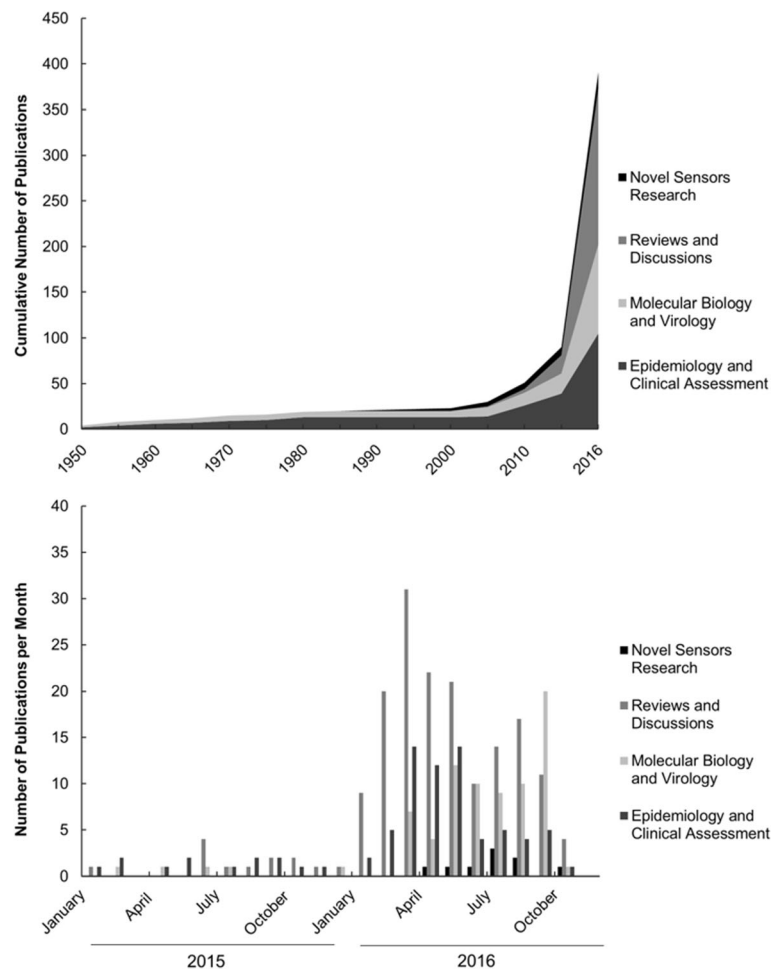 450
400
350
300
250
200
150
100
50
0
Cumulative Number of Publications
1950
1960
1970
1980
1990
2000
2010
2016
Novel Sensors
Research
Reviews and
Discussions
Molecular Biology
and Virology
Epidemiology and
Clinical Assessment
40
35
30
25
20
15
10
5
0
Number of Publications per Month
January
April
July
October
January
April
July
October
2015
2016
Novel Sensors
Research
Reviews and
Discussions
Molecular Biology
and Virology
Epidemiology and
Clinical Assessment